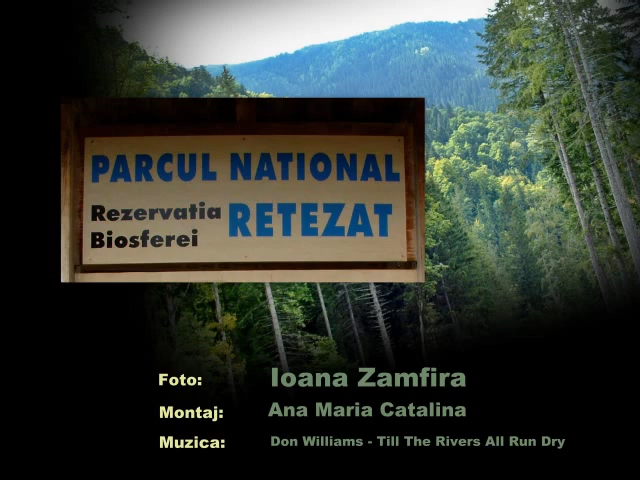 PARCUL NATIONAL
Rezervatia
Biosferei
RETEZAT
Foto: Ioana Zamfira
Montaj: Ana Maria Catalina
Muzica: Don Williams - Till The Rivers All Run Dry